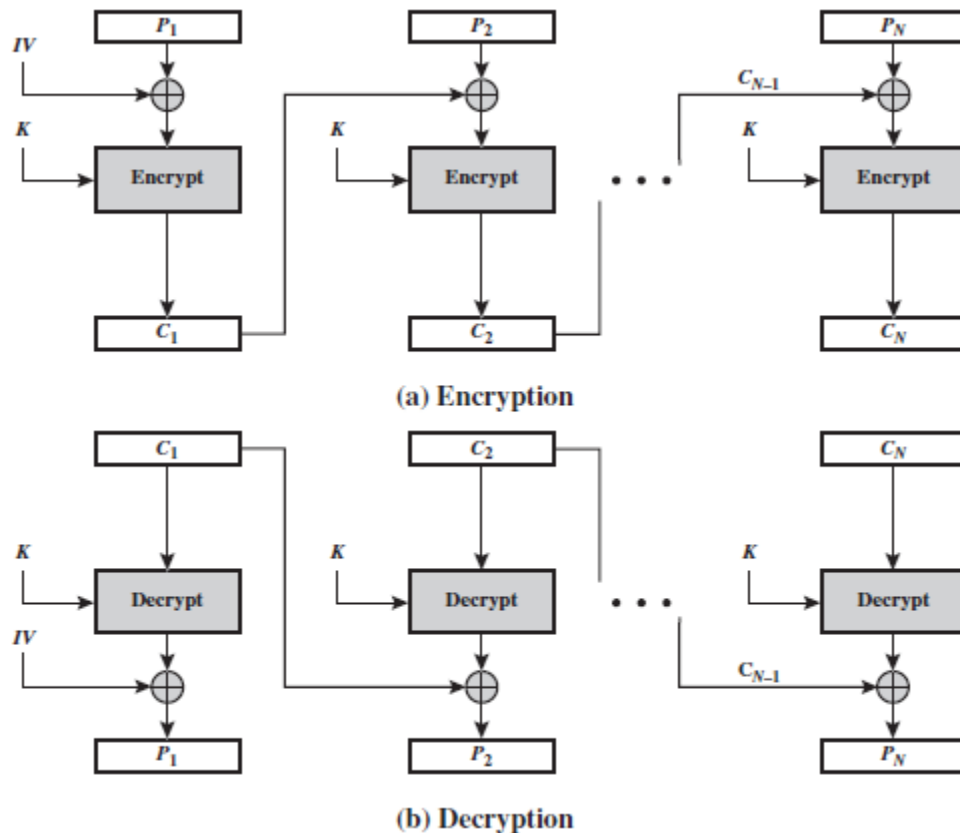 P1 P2 PN
IV
CN–1
K K K
Encrypt Encrypt • • • Encrypt
C1 C2 CN
(a) Encryption
C1 C2 CN
K K K
Decrypt Decrypt • • • Decrypt
IV
CN–1
P1 P2 PN
(b) Decryption